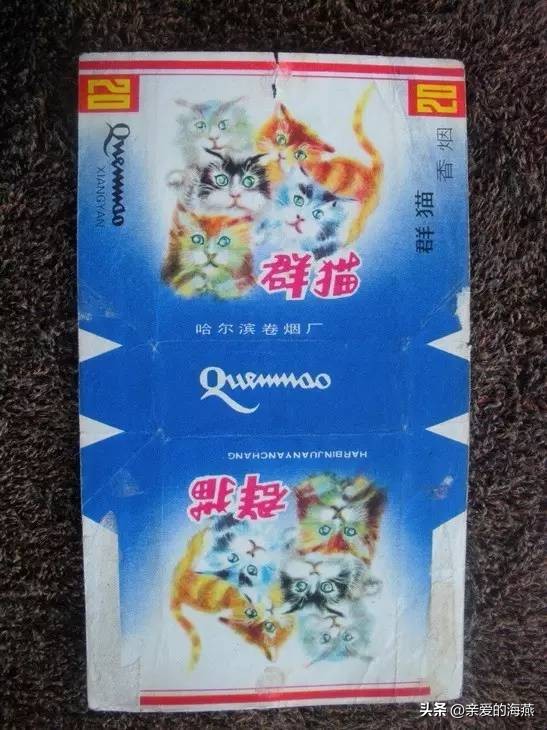 20
20
Qunmao
XIANGYAN
群猫 香烟
群猫
哈尔滨卷烟厂
Qunmao
HARBINJUANYANCHANG
群猫
头条 @亲爱的海燕